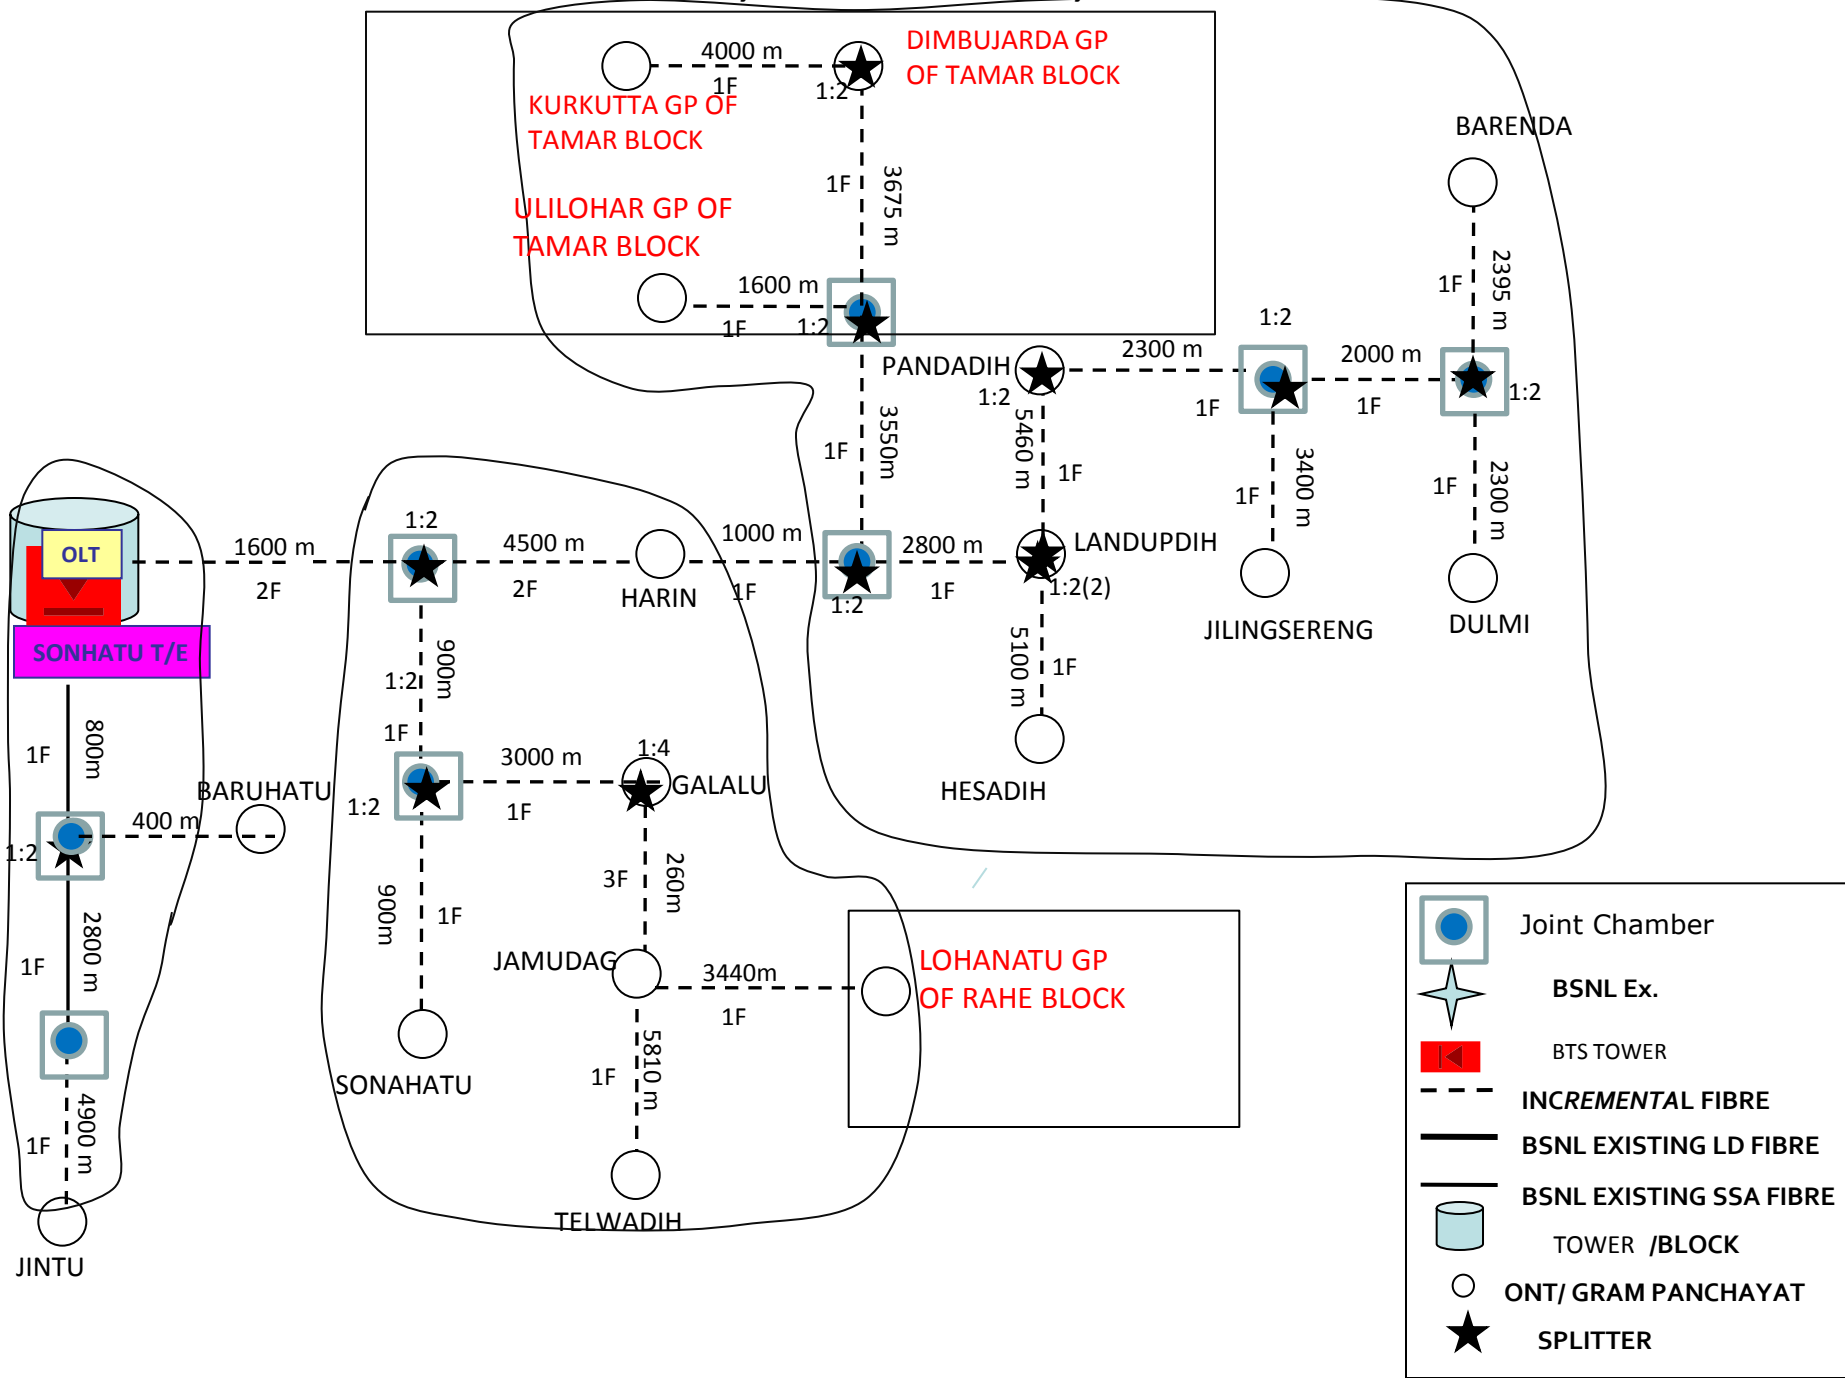 4000 m
1F
1:2
DIMBUJARDA GP
OF TAMAR BLOCK
KURKUTTA GP OF
TAMAR BLOCK
BARENDA
1F
3675 m
ULILOHAR GP OF
TAMAR BLOCK
1600 m
1F
1:2
1F
2395 m
1:2
PANDADIH
1:2
2300 m
1F
2000 m
1F
1:2
3550m
1F
5460 m
1F
1F
3400 m
1F
2300 m
OLT
SONHATU T/E
1600 m
2F
1:2
4500 m
2F
HARIN
1000 m
1F
1:2
2800 m
1F
LANDUPDIH
1:2(2)
JILINGSERENG
DULMI
5100 m
1F
HESADIH
900m
1:2
1F
1F
800m
BARUHATU
400 m
1:2
1:2
3000 m
1F
1:4
GALALU
3F
260m
2800 m
1F
900m
1F
JAMUDAG
3440m
1F
LOHANATU GP
OF RAHE BLOCK
SONAHATU
1F
5810 m
TELWADIH
4900 m
1F
JINTU
Joint Chamber
BSNL Ex.
BTS TOWER
INCREMENTAL FIBRE
BSNL EXISTING LD FIBRE
BSNL EXISTING SSA FIBRE
TOWER /BLOCK
ONT/ GRAM PANCHAYAT
SPLITTER